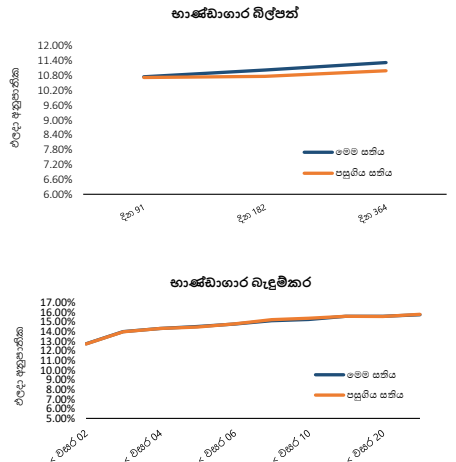 භාණ්ඩාගාර බිල්පත්
ඵලදා අනුපාතික
12.00%
11.40%
10.80%
10.20%
9.60%
9.00%
8.40%
7.80%
7.20%
6.60%
6.00%
මෙම සතිය
පසුගිය සතිය
දින 91
දින 182
දින 364
භාණ්ඩාගාර බැඳුම්කර
ඵලදා අනුපාතික
17.00%
16.00%
15.00%
14.00%
13.00%
12.00%
11.00%
10.00%
9.00%
8.00%
7.00%
6.00%
5.00%
මෙම සතිය
පසුගිය සතිය
වසර 02
වසර 04
වසර 06
වසර 10
වසර 20